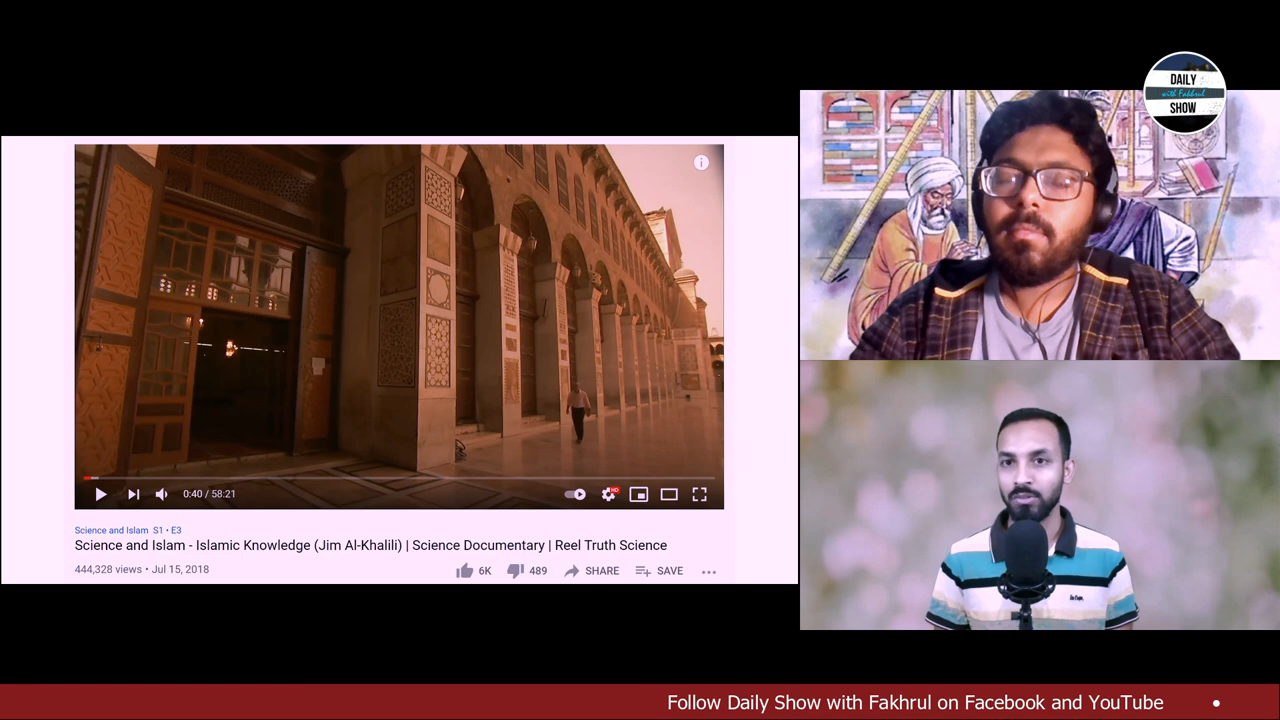 DAILY
with Fakhrul
SHOW
HD
0:40 / 58:21
Science and Islam S1 • E3
Science and Islam - Islamic Knowledge (Jim Al-Khalili) | Science Documentary | Reel Truth Science
444,328 views • Jul 15, 2018
6K 489 SHARE SAVE
Follow Daily Show with Fakhrul on Facebook and YouTube •